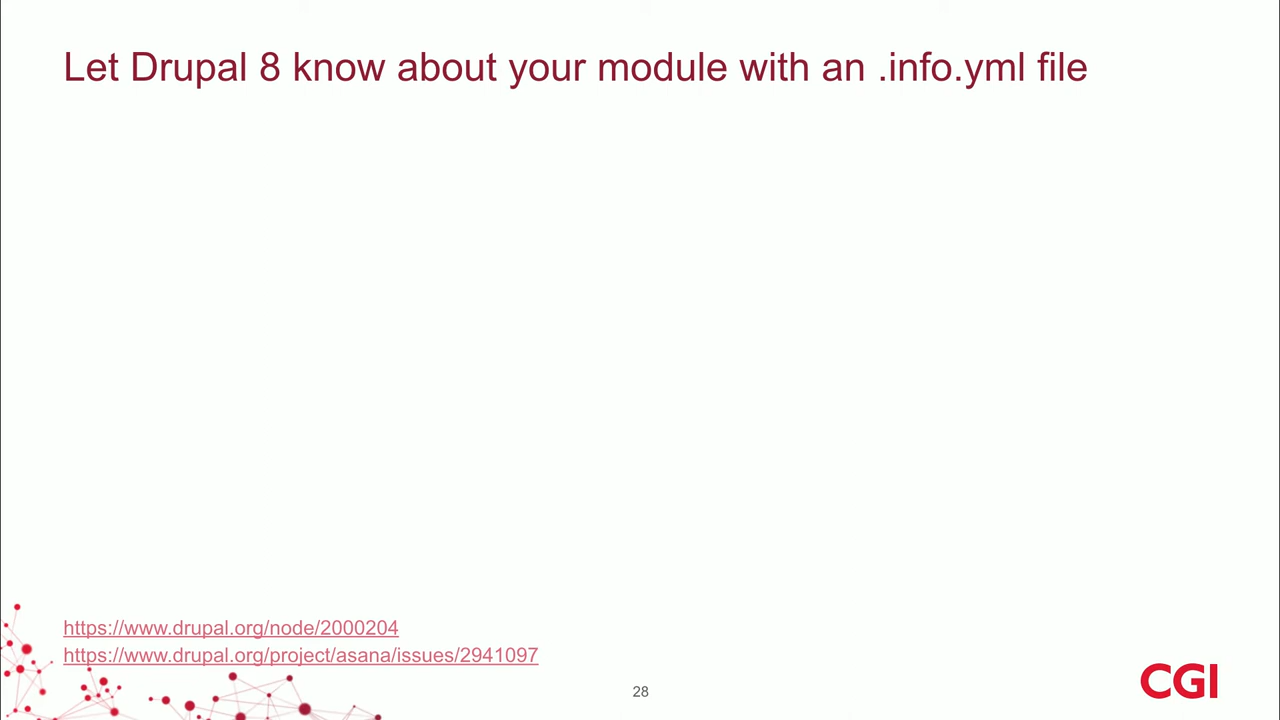 Let Drupal 8 know about your module with an .info.yml file
https://www.drupal.org/node/2000204
https://www.drupal.org/project/asana/issues/2941097
28
CGI